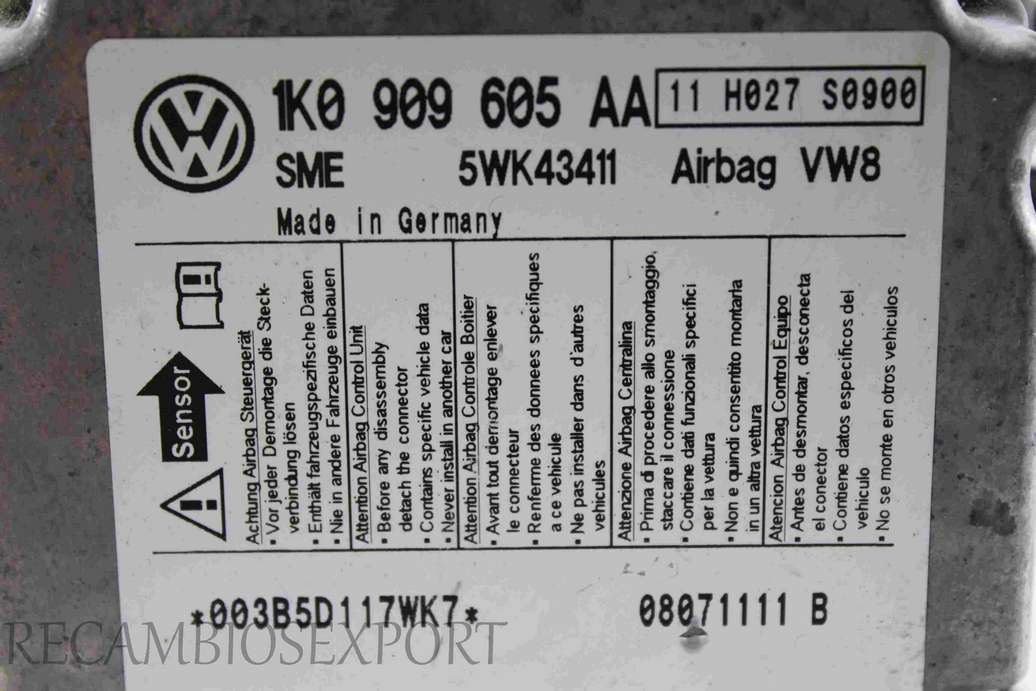 1K0 909 605 AA 11 H027 S0900
SME 5WK43411 Airbag VW8
Made in Germany
Sensor
Achtung Airbag Steuergerät
▪ Vor jeder Demontage die Steck-
verbindung lösen
▪ Enthält fahrzeugspezifische Daten
▪ Nie in andere Fahrzeuge einbauen
Attention Airbag Control Unit
▪ Before any disassembly
detach the connector
▪ Contains specific vehicle data
▪ Never install in another car
Attention Airbag Controle Boitier
▪ Avant tout demontage enlever
le connecteur
▪ Renferme des donnees specifiques
a ce vehicule
▪ Ne pas installer dans d'autres
vehicules
Attenzione Airbag Centralina
▪ Prima di procedere allo smontaggio,
staccare il connessione
▪ Contiene dati funzionali specifici
per la vettura
▪ Non e quindi consentito montarla
in un altra vettura
Atencion Airbag Control Equipo
▪ Antes de desmontar, desconecta
el conector
▪ Contiene datos especificos del
vehiculo
▪ No se monte en otros vehiculos
*003B5D117WK7* 08071111 B
RECAMBIOSEXPORT